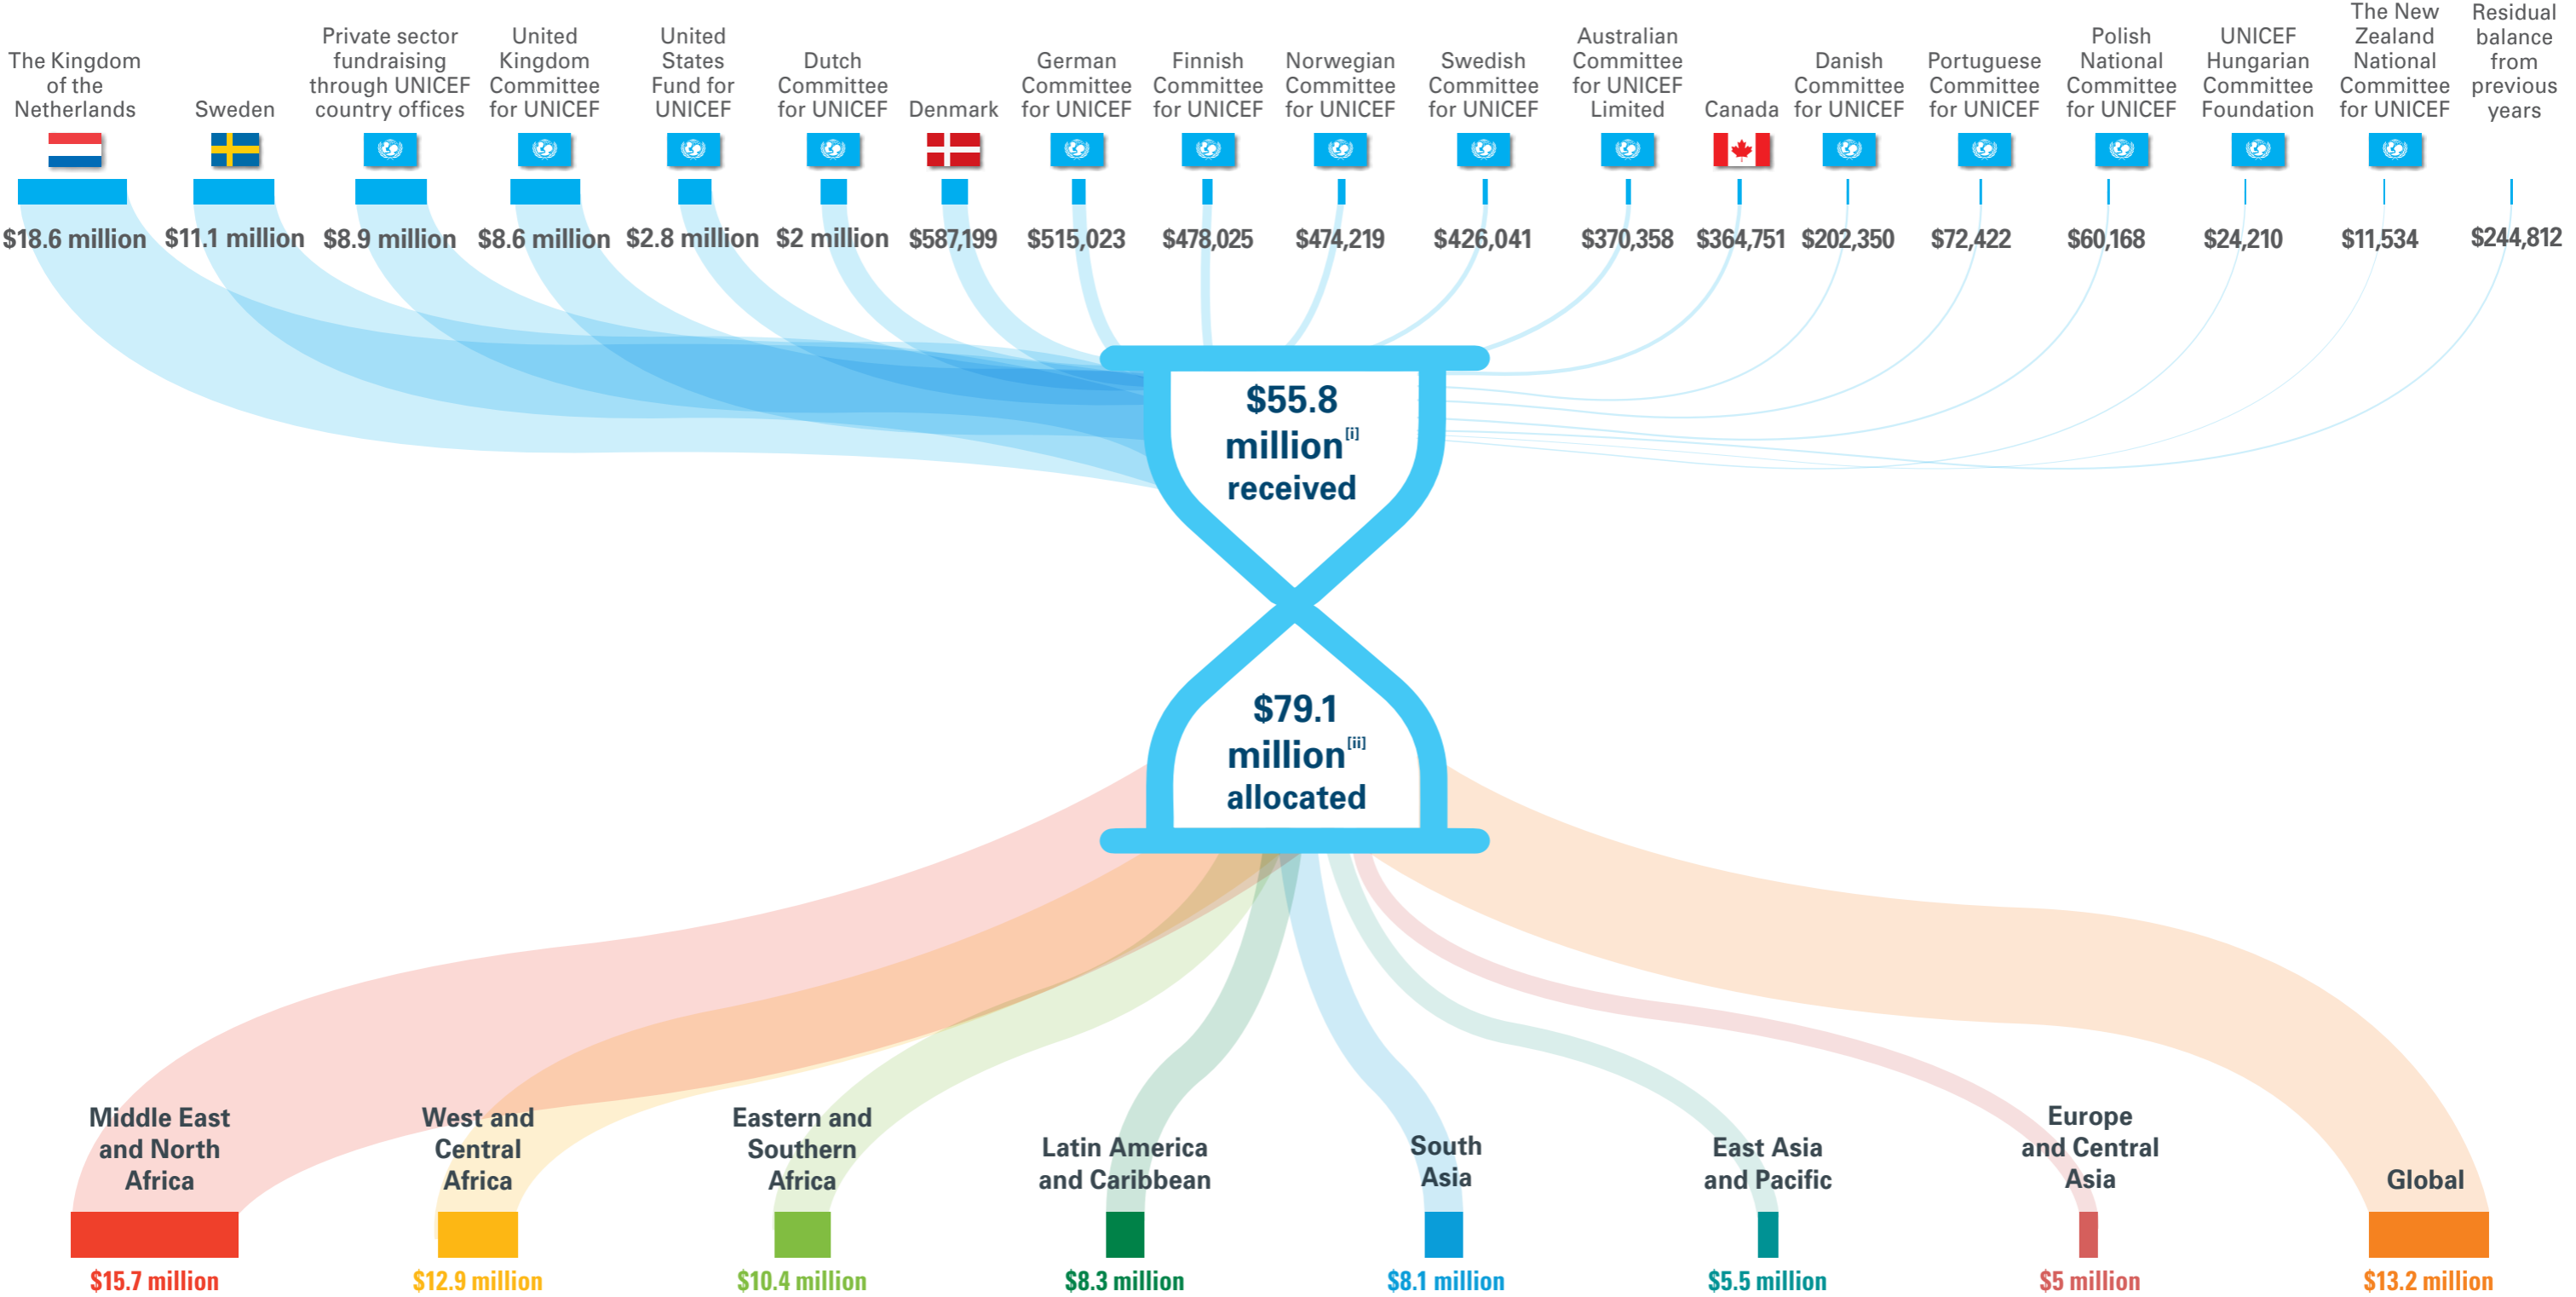 The Kingdom
of the
Netherlands
$18.6 million
Sweden
$11.1 million
Private sector
fundraising
through UNICEF
country offices
$8.9 million
United
Kingdom
Committee
for UNICEF
$8.6 million
United
States
Fund for
UNICEF
$2.8 million
Dutch
Committee
for UNICEF
$2 million
Denmark
$587,199
German
Committee
for UNICEF
$515,023
Finnish
Committee
for UNICEF
$478,025
Norwegian
Committee
for UNICEF
$474,219
Swedish
Committee
for UNICEF
$426,041
Australian
Committee
for UNICEF
Limited
$370,358
Canada
$364,751
Danish
Committee
for UNICEF
$202,350
Portuguese
Committee
for UNICEF
$72,422
Polish
National
Committee
for UNICEF
$60,168
UNICEF
Hungarian
Committee
Foundation
$24,210
The New
Zealand
National
Committee
for UNICEF
$11,534
Residual
balance
from
previous
years
$244,812
$55.8
million[i]
received
$79.1
million[ii]
allocated
Middle East
and North
Africa
$15.7 million
West and
Central
Africa
$12.9 million
Eastern and
Southern
Africa
$10.4 million
Latin America
and Caribbean
$8.3 million
South
Asia
$8.1 million
East Asia
and Pacific
$5.5 million
Europe
and Central
Asia
$5 million
Global
$13.2 million